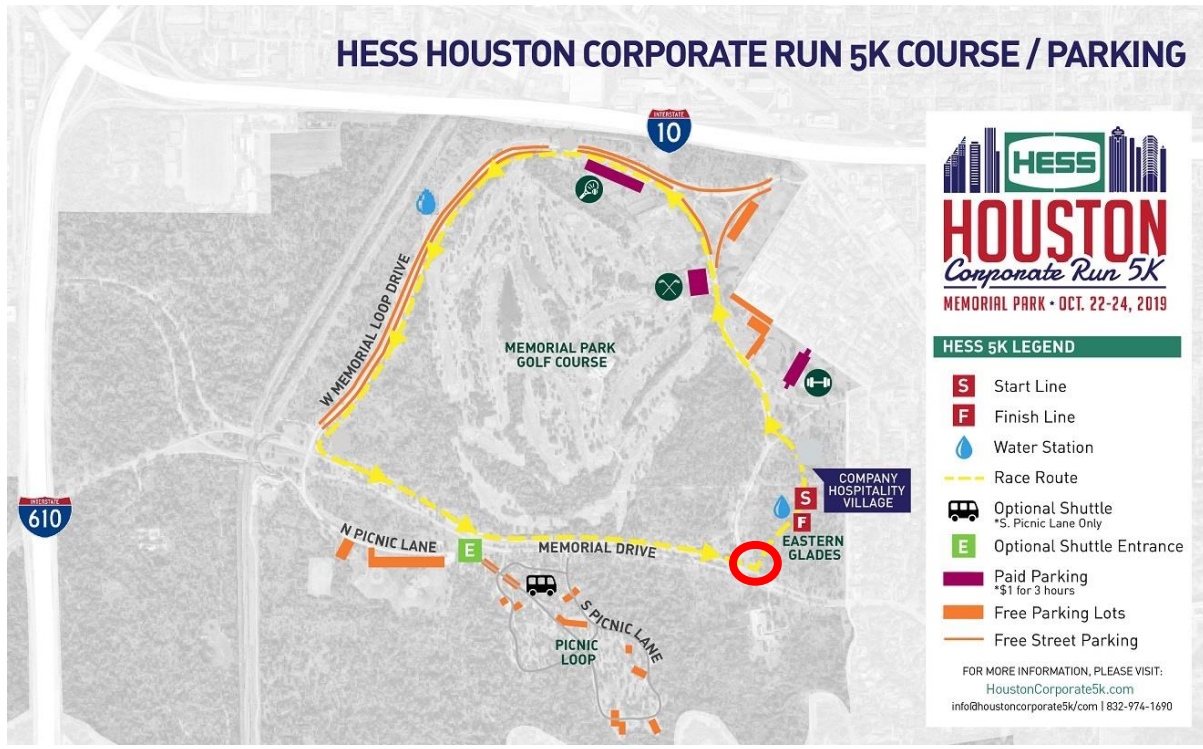 HESS HOUSTON CORPORATE RUN 5K COURSE / PARKING
INTERSTATE
10
W MEMORIAL LOOP DRIVE
MEMORIAL PARK
GOLF COURSE
INTERSTATE
610
COMPANY
HOSPITALITY
VILLAGE
S
F
EASTERN
GLADES
N PICNIC LANE
E
MEMORIAL DRIVE
S PICNIC LANE
PICNIC
LOOP
HESS
HOUSTON
Corporate Run 5K
MEMORIAL PARK • OCT. 22-24, 2019
HESS 5K LEGEND
S Start Line
F Finish Line
Water Station
Race Route
Optional Shuttle
*S. Picnic Lane Only
E Optional Shuttle Entrance
Paid Parking
*$1 for 3 hours
Free Parking Lots
Free Street Parking
FOR MORE INFORMATION, PLEASE VISIT:
HoustonCorporate5k.com
info@houstoncorporate5k/com | 832-974-1690